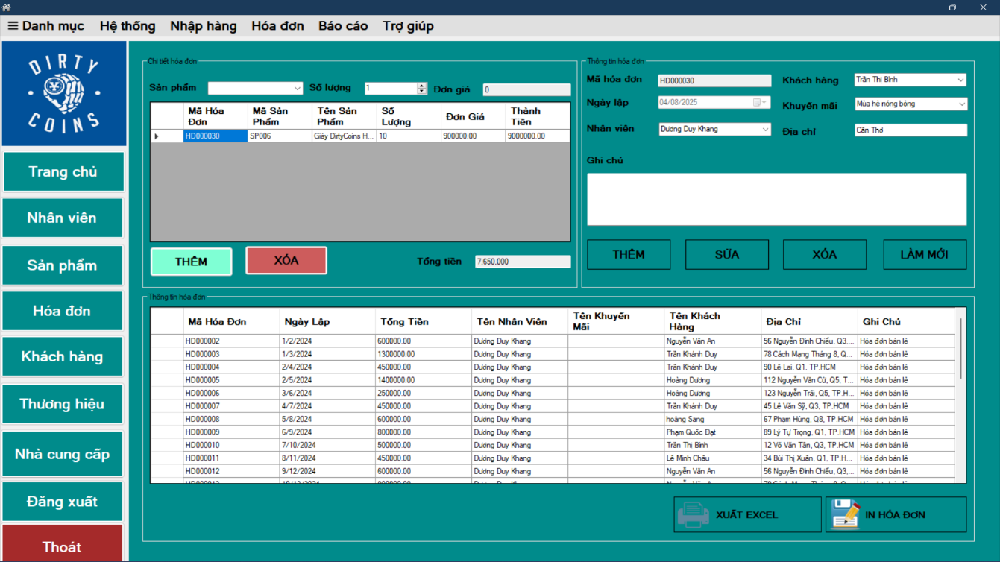 Danh mục Hệ thống Nhập hàng Hóa đơn Báo cáo Trợ giúp
DIRTY
COINS
Trang chủ
Nhân viên
Sản phẩm
Hóa đơn
Khách hàng
Thương hiệu
Nhà cung cấp
Đăng xuất
Thoát
Chi tiết hóa đơn
Sản phẩm Số lượng 1 Đơn giá 0
Mã Hóa Đơn Mã Sản Phẩm Tên Sản Phẩm Số Lượng Đơn Giá Thành Tiền
HD000030 SP006 Giày DirtyCoins H... 10 900000.00 9000000.00
THÊM XÓA Tổng tiền 7,650,000
Thông tin hóa đơn
Mã hóa đơn HD000030 Khách hàng Trần Thị Bình
Ngày lập 04/08/2025 Khuyến mãi Mùa hè nóng bỏng
Nhân viên Dương Duy Khang Địa chỉ Cần Thơ
Ghi chú
THÊM SỬA XÓA LÀM MỚI
Thông tin hóa đơn
Mã Hóa Đơn Ngày Lập Tổng Tiền Tên Nhân Viên Tên Khuyến Mãi Tên Khách Hàng Địa Chỉ Ghi Chú
HD000002 1/2/2024 600000.00 Dương Duy Khang Nguyễn Văn An 56 Nguyễn Đình Chiểu, Q3,... Hóa đơn bán lẻ
HD000003 1/3/2024 1300000.00 Dương Duy Khang Trần Khánh Duy 78 Cách Mạng Tháng 8, Q... Hóa đơn bán lẻ
HD000004 2/4/2024 450000.00 Dương Duy Khang Trần Khánh Duy 90 Lê Lai, Q1, TP.HCM Hóa đơn bán lẻ
HD000005 2/5/2024 1400000.00 Dương Duy Khang Hoàng Dương 112 Nguyễn Văn Cừ, Q5, T... Hóa đơn bán lẻ
HD000006 3/6/2024 250000.00 Dương Duy Khang Hoàng Dương 123 Nguyễn Trãi, Q5, TP.H... Hóa đơn bán lẻ
HD000007 4/7/2024 450000.00 Dương Duy Khang Trần Khánh Duy 45 Lê Văn Sỹ, Q3, TP.HCM Hóa đơn bán lẻ
HD000008 5/8/2024 600000.00 Dương Duy Khang hoàng Sang 67 Phạm Hùng, Q8, TP.HCM Hóa đơn bán lẻ
HD000009 6/9/2024 800000.00 Dương Duy Khang Phạm Quốc Đạt 89 Lý Tự Trọng, Q1, TP.HCM Hóa đơn bán lẻ
HD000010 7/10/2024 500000.00 Dương Duy Khang Trần Thị Bình 12 Võ Văn Tần, Q3, TP.HCM Hóa đơn bán lẻ
HD000011 8/11/2024 450000.00 Dương Duy Khang Lê Minh Châu 34 Bùi Thị Xuân, Q1, TP.H... Hóa đơn bán lẻ
HD000012 9/12/2024 600000.00 Dương Duy Khang Nguyễn Văn An 56 Nguyễn Đình Chiểu, Q3,... Hóa đơn bán lẻ
XUẤT EXCEL IN HÓA ĐƠN